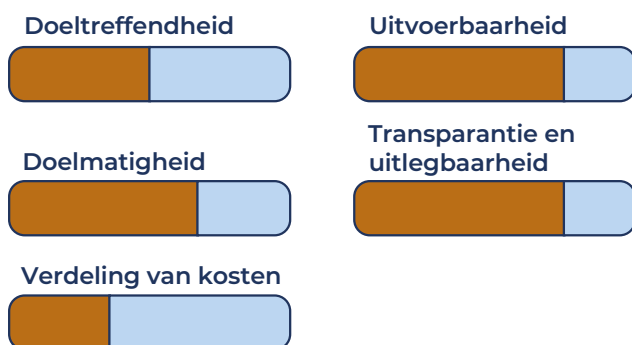 Doeltreffendheid
Uitvoerbaarheid
Doelmatigheid
Transparantie en
uitlegbaarheid
Verdeling van kosten